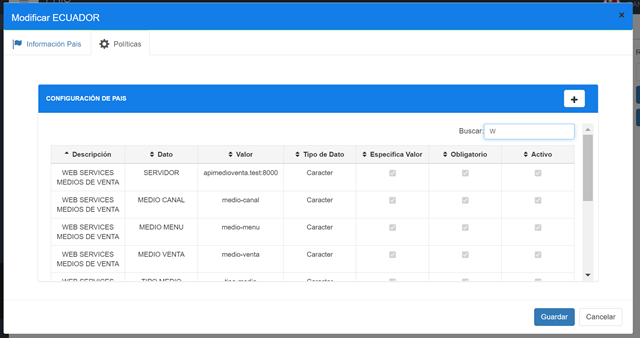 Modificar ECUADOR
×
Información Pais
Políticas
CONFIGURACIÓN DE PAIS
+
Buscar: W
Descripción Dato Valor Tipo de Dato Especifica Valor Obligatorio Activo
WEB SERVICES MEDIOS DE VENTA SERVIDOR apimedioventa.test:8000 Caracter
WEB SERVICES MEDIOS DE VENTA MEDIO CANAL medio-canal Caracter
WEB SERVICES MEDIOS DE VENTA MEDIO MENU medio-menu Caracter
WEB SERVICES MEDIOS DE VENTA MEDIO VENTA medio-venta Caracter
WEB SERVICES TIPO MEDIO tipo-medio Caracter
Guardar Cancelar